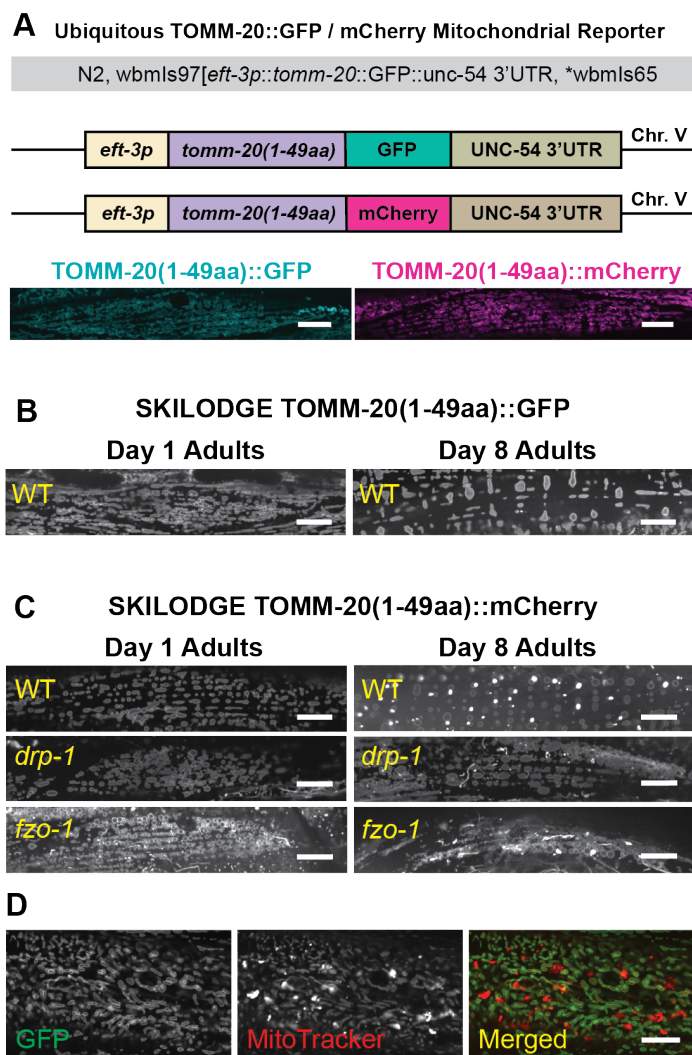 A Ubiquitous TOMM-20::GFP / mCherry Mitochondrial Reporter
N2, wbmIs97[eft-3p::tomm-20::GFP::unc-54 3’UTR, *wbmIs65
eft-3p tomm-20(1-49aa) GFP UNC-54 3’UTR Chr. V
eft-3p tomm-20(1-49aa) mCherry UNC-54 3’UTR Chr. V
TOMM-20(1-49aa)::GFP TOMM-20(1-49aa)::mCherry
B SKILODGE TOMM-20(1-49aa)::GFP
Day 1 Adults Day 8 Adults
WT WT
C SKILODGE TOMM-20(1-49aa)::mCherry
Day 1 Adults Day 8 Adults
WT WT
drp-1 drp-1
fzo-1 fzo-1
D
GFP MitoTracker Merged